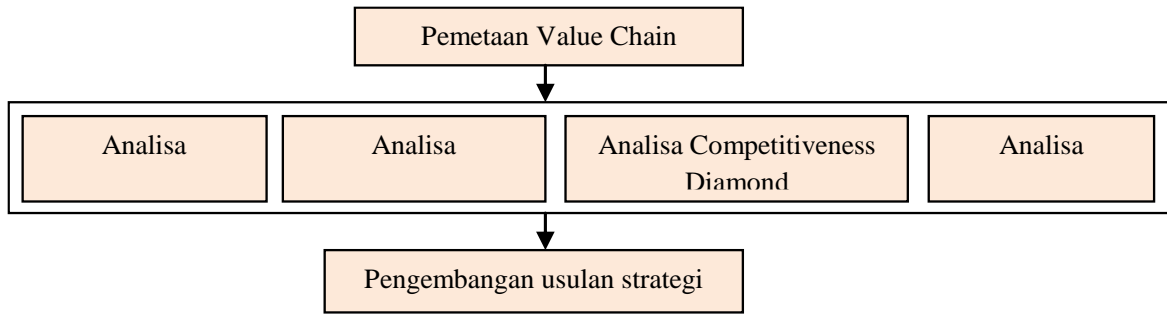 Pemetaan Value Chain
Analisa
Analisa
Analisa Competitiveness
Diamond
Analisa
Pengembangan usulan strategi